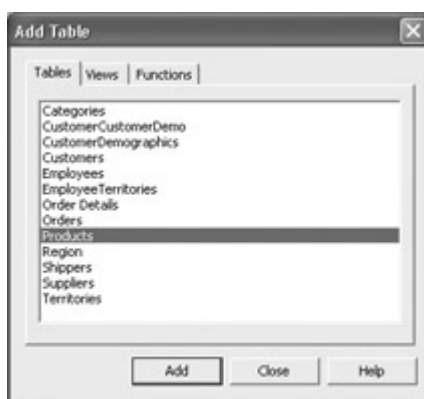 Add Table
Tables Views Functions
Categories
CustomerCustomerDemo
CustomerDemographics
Customers
Employees
EmployeeTerritories
Order Details
Orders
Products
Region
Shippers
Suppliers
Territories
Add Close Help